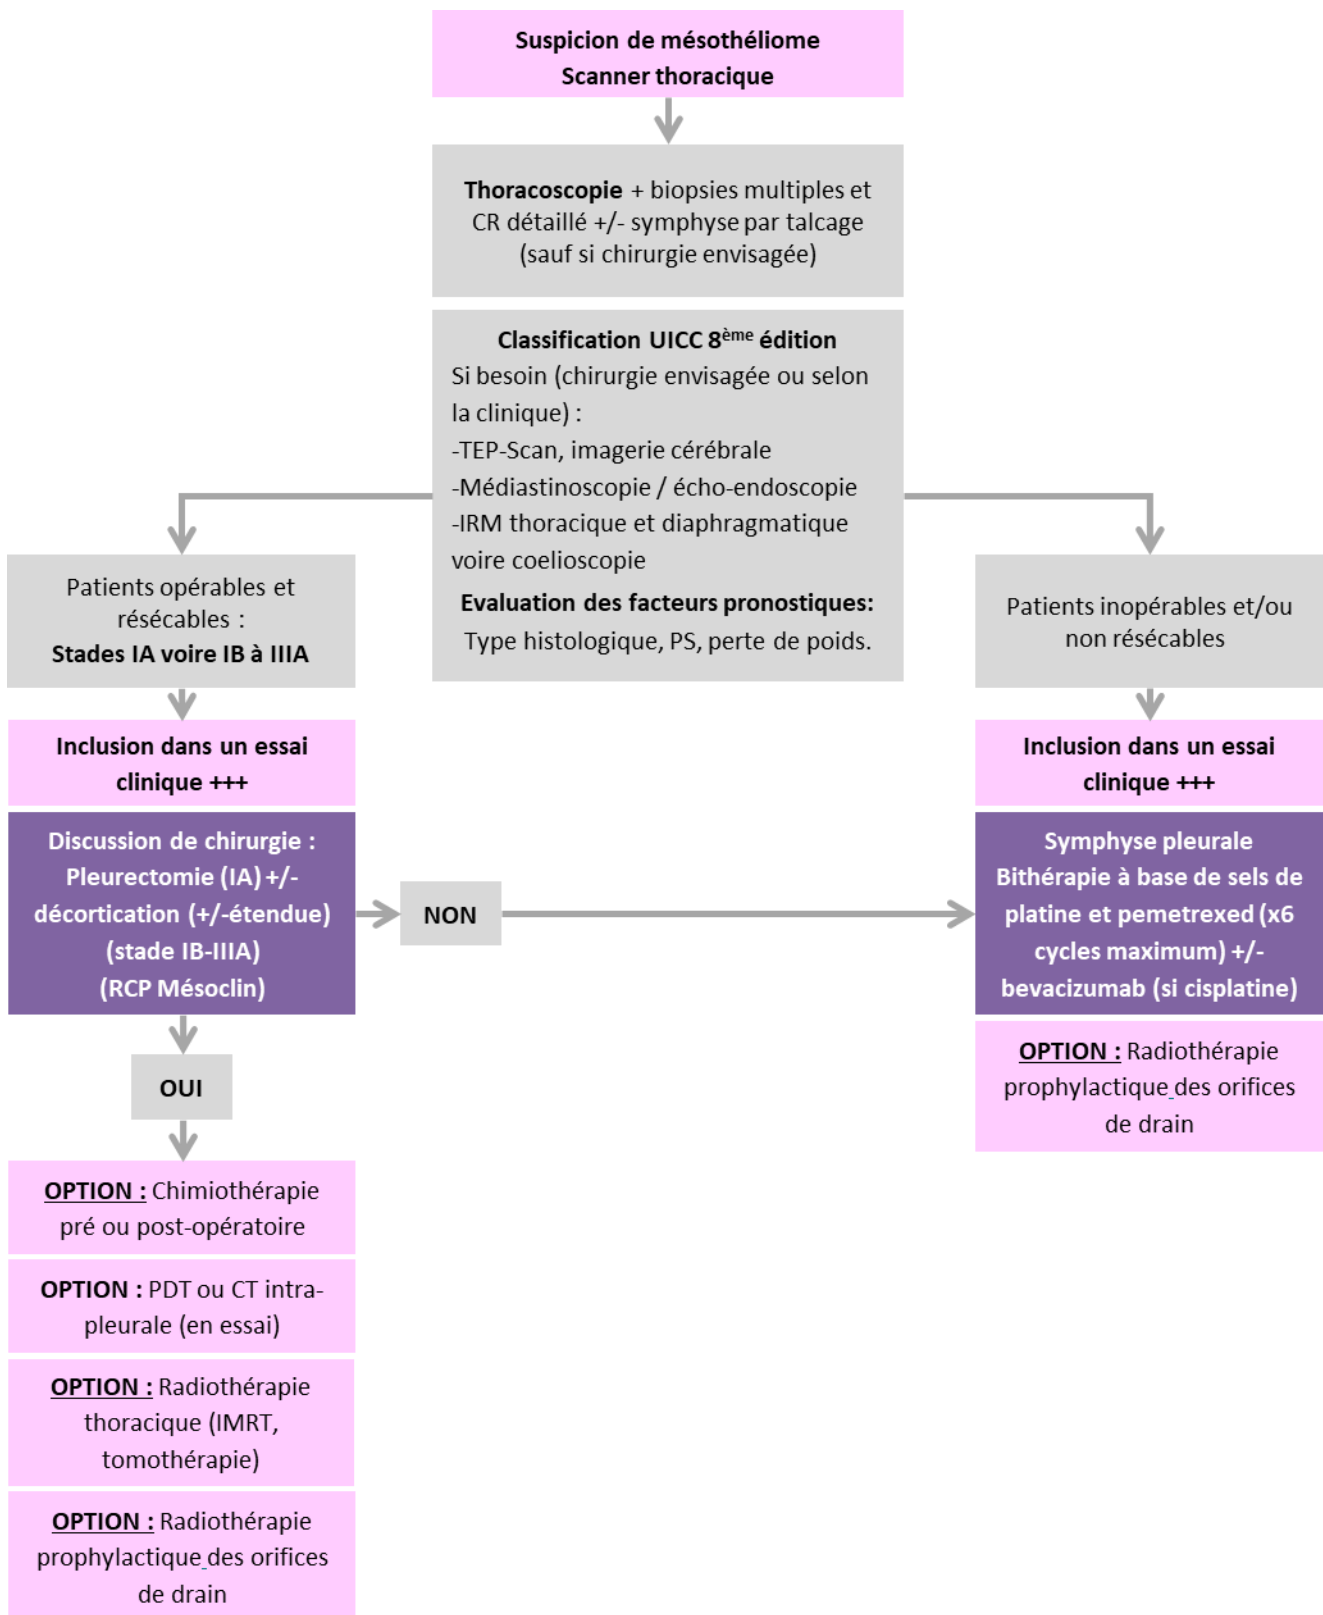 Suspicion de mésothéliome
Scanner thoracique
Thoracoscopie + biopsies multiples et
CR détaillé +/- symphyse par talcage
(sauf si chirurgie envisagée)
Classification UICC 8ème édition
Si besoin (chirurgie envisagée ou selon
la clinique) :
-TEP-Scan, imagerie cérébrale
-Médiastinoscopie / écho-endoscopie
-IRM thoracique et diaphragmatique
voire coelioscopie
Evaluation des facteurs pronostiques:
Type histologique, PS, perte de poids.
Patients opérables et
résécables :
Stades IA voire IB à IIIA
Inclusion dans un essai
clinique +++
Discussion de chirurgie :
Pleurectomie (IA) +/-
décortication (+/-étendue)
(stade IB-IIIA)
(RCP Mésoclin)
NON
OUI
OPTION : Chimiothérapie
pré ou post-opératoire
OPTION : PDT ou CT intra-
pleurale (en essai)
OPTION : Radiothérapie
thoracique (IMRT,
tomothérapie)
OPTION : Radiothérapie
prophylactique des orifices
de drain
Patients inopérables et/ou
non résécables
Inclusion dans un essai
clinique +++
Symphyse pleurale
Bithérapie à base de sels de
platine et pemetrexed (x6
cycles maximum) +/-
bevacizumab (si cisplatine)
OPTION : Radiothérapie
prophylactique des orifices
de drain